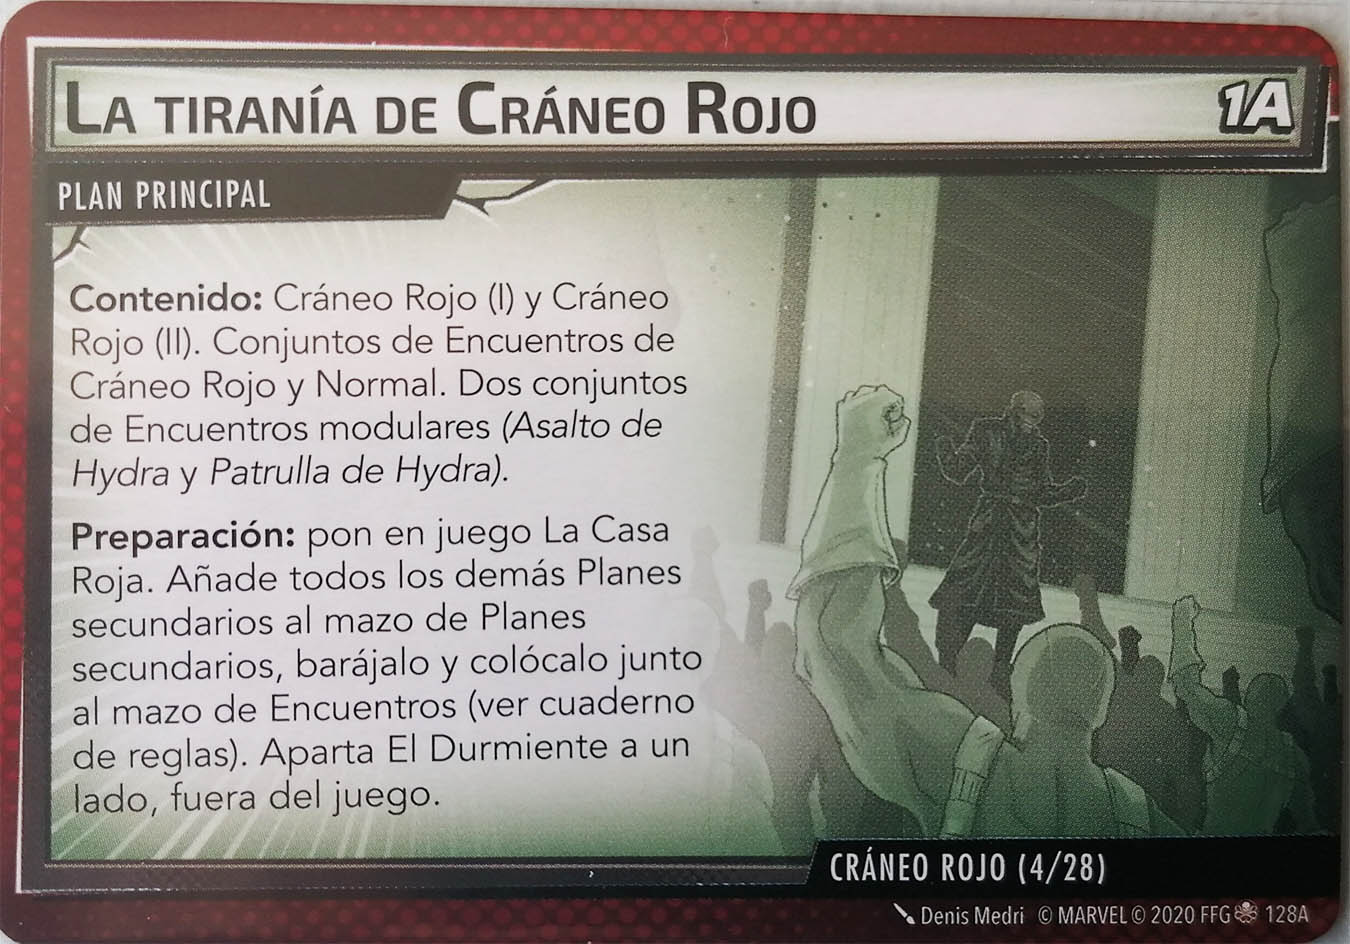 LA TIRANÍA DE CRÁNEO ROJO
1A
PLAN PRINCIPAL
Contenido: Cráneo Rojo (I) y Cráneo
Rojo (II). Conjuntos de Encuentros de
Cráneo Rojo y Normal. Dos conjuntos
de Encuentros modulares (Asalto de
Hydra y Patrulla de Hydra).
Preparación: pon en juego La Casa
Roja. Añade todos los demás Planes
secundarios al mazo de Planes
secundarios, barájalo y colócalo junto
al mazo de Encuentros (ver cuaderno
de reglas). Aparta El Durmiente a un
lado, fuera del juego.
CRÁNEO ROJO (4/28)
Denis Medri © MARVEL © 2020 FFG 128A